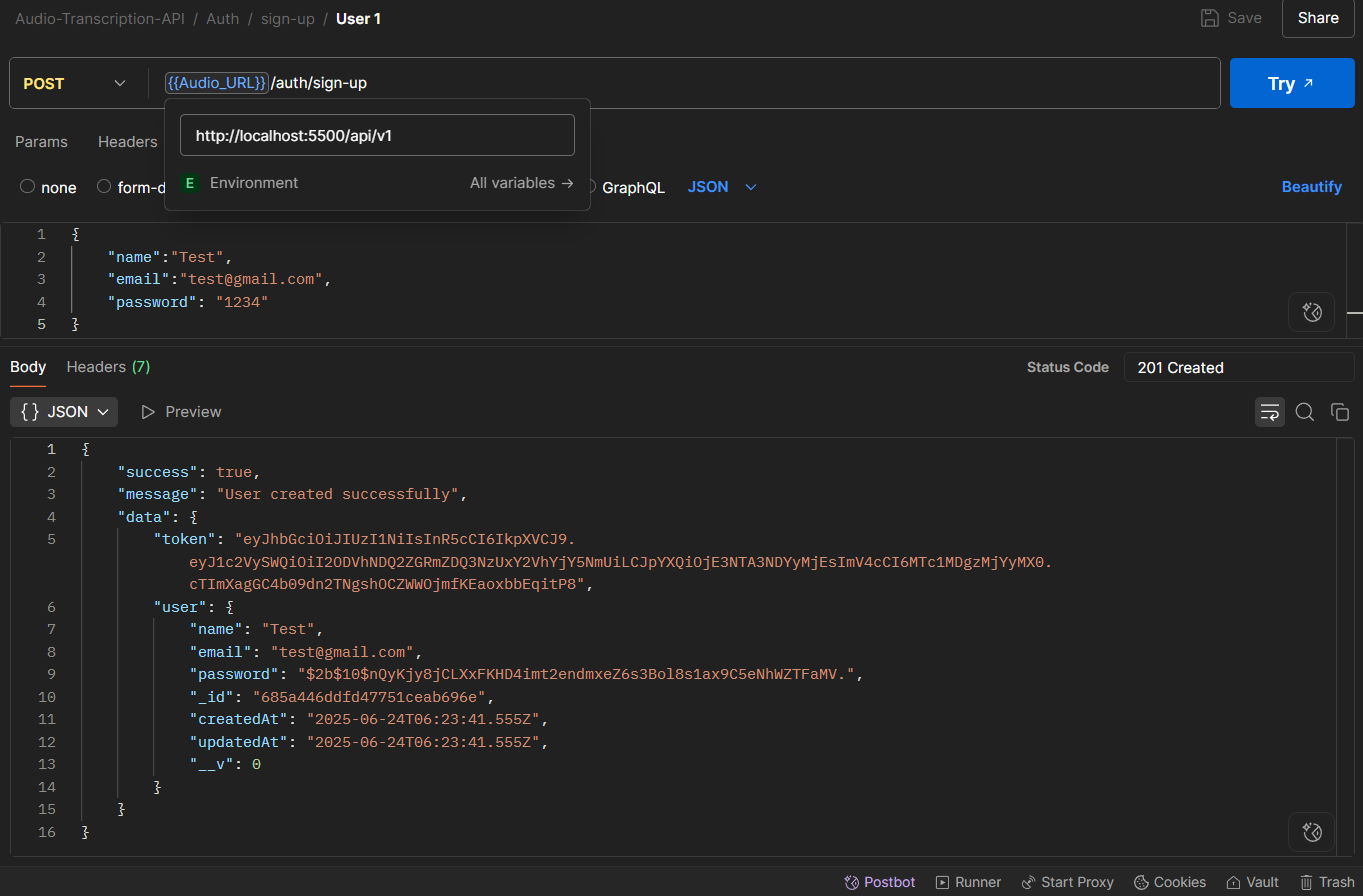 Audio-Transcription-API / Auth / sign-up / User 1
Save
Share
POST
{{Audio_URL}}/auth/sign-up
Try ↗
http://localhost:5500/api/v1
E Environment
All variables →
Params
Headers
none
form-d
GraphQL
JSON
Beautify
1 {
2 "name":"Test",
3 "email":"test@gmail.com",
4 "password": "1234"
5 }
Body
Headers (7)
Status Code
201 Created
{} JSON
Preview
1 {
2 "success": true,
3 "message": "User created successfully",
4 "data": {
5 "token": "eyJhbGciOiJIUzI1NiIsInR5cCI6IkpXVCJ9.
eyJ1c2VySWQiOiI2ODVhNDQ2ZGRmZDQ3NzUxY2VhYjY5NmUiLCJpYXQiOjE3NTA3NDYyMjEsImV4cCI6MTc1MDgzMjYyMX0.
cTImXagGC4b09dn2TNgshOCZWWOjmfKEaoxbbEqitP8",
6 "user": {
7 "name": "Test",
8 "email": "test@gmail.com",
9 "password": "$2b$10$nQyKjy8jCLXxFKHD4imt2endmxeZ6s3Bol8s1ax9C5eNhWZTFaMV.",
10 "_id": "685a446ddfd47751ceab696e",
11 "createdAt": "2025-06-24T06:23:41.555Z",
12 "updatedAt": "2025-06-24T06:23:41.555Z",
13 "__v": 0
14 }
15 }
16 }
Postbot
Runner
Start Proxy
Cookies
Vault
Trash